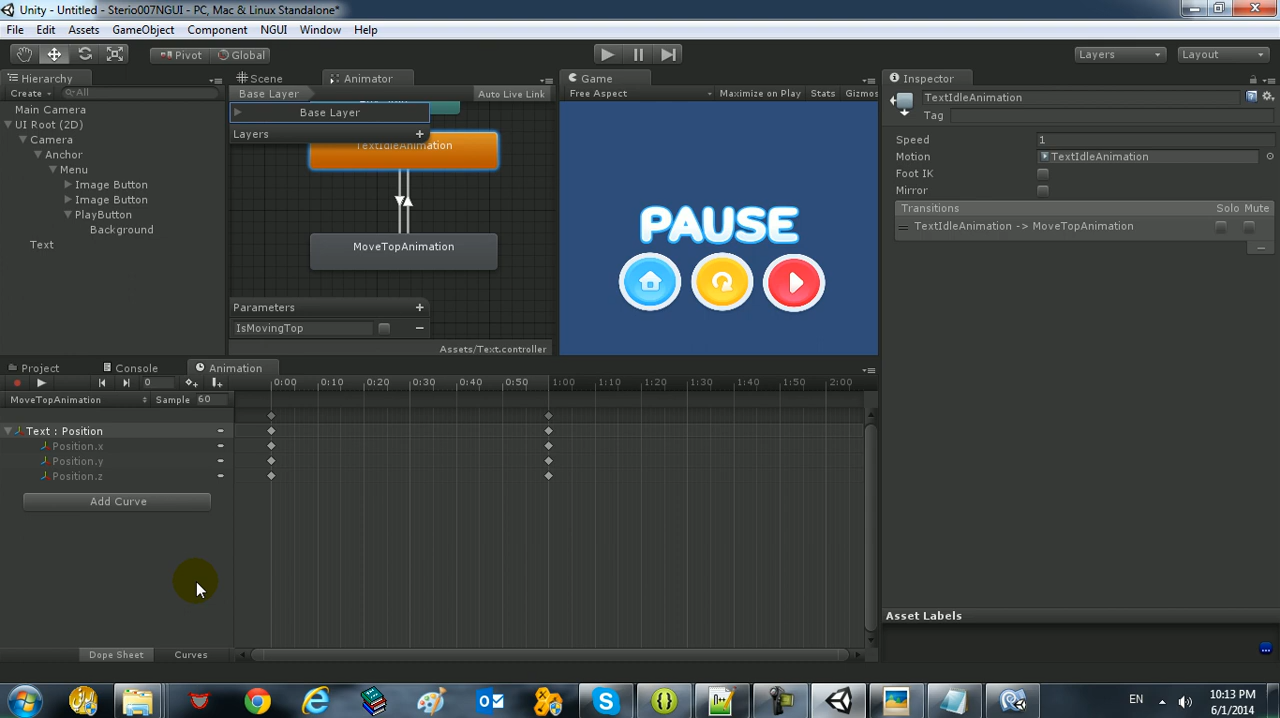 Unity - Untitled - Sterio007NGUI - PC, Mac & Linux Standalone*
File Edit Assets GameObject Component NGUI Window Help
Pivot Global Layers Layout
Hierarchy
Create All
Main Camera
UI Root (2D)
Camera
Anchor
Menu
Image Button
Image Button
PlayButton
Background
Text
Scene Animator
Base Layer Auto Live Link
Base Layer
Layers +
TextIdleAnimation
MoveTopAnimation
Parameters +
IsMovingTop
Assets/Text.controller
Game
Free Aspect Maximize on Play Stats Gizmos
PAUSE
Inspector
TextIdleAnimation
Tag
Speed 1
Motion TextIdleAnimation
Foot IK
Mirror
Transitions Solo Mute
TextIdleAnimation -> MoveTopAnimation
Asset Labels
Project Console Animation
0 0:00 0:10 0:20 0:30 0:40 0:50 1:00 1:10 1:20 1:30 1:40 1:50 2:00
MoveTopAnimation Sample 60
Text : Position
Position.x
Position.y
Position.z
Add Curve
Dope Sheet Curves
EN 10:13 PM
6/1/2014